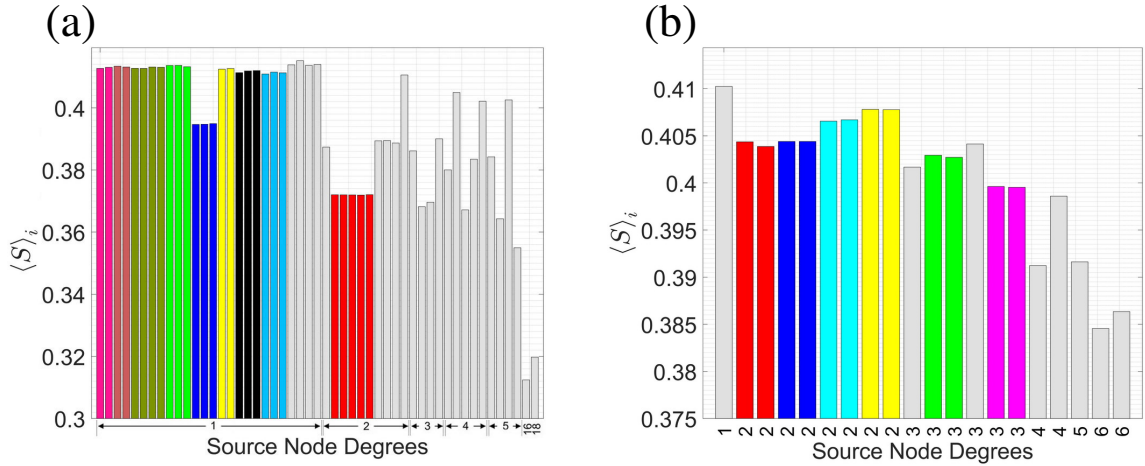 (a)
⟨S⟩i
0.4
0.38
0.36
0.34
0.32
0.3
1 2 3 4 5 16 18
Source Node Degrees
(b)
⟨S⟩i
0.41
0.405
0.4
0.395
0.39
0.385
0.38
0.375
1 2 2 2 2 2 2 2 2 3 3 3 3 3 3 4 4 5 6 6
Source Node Degrees